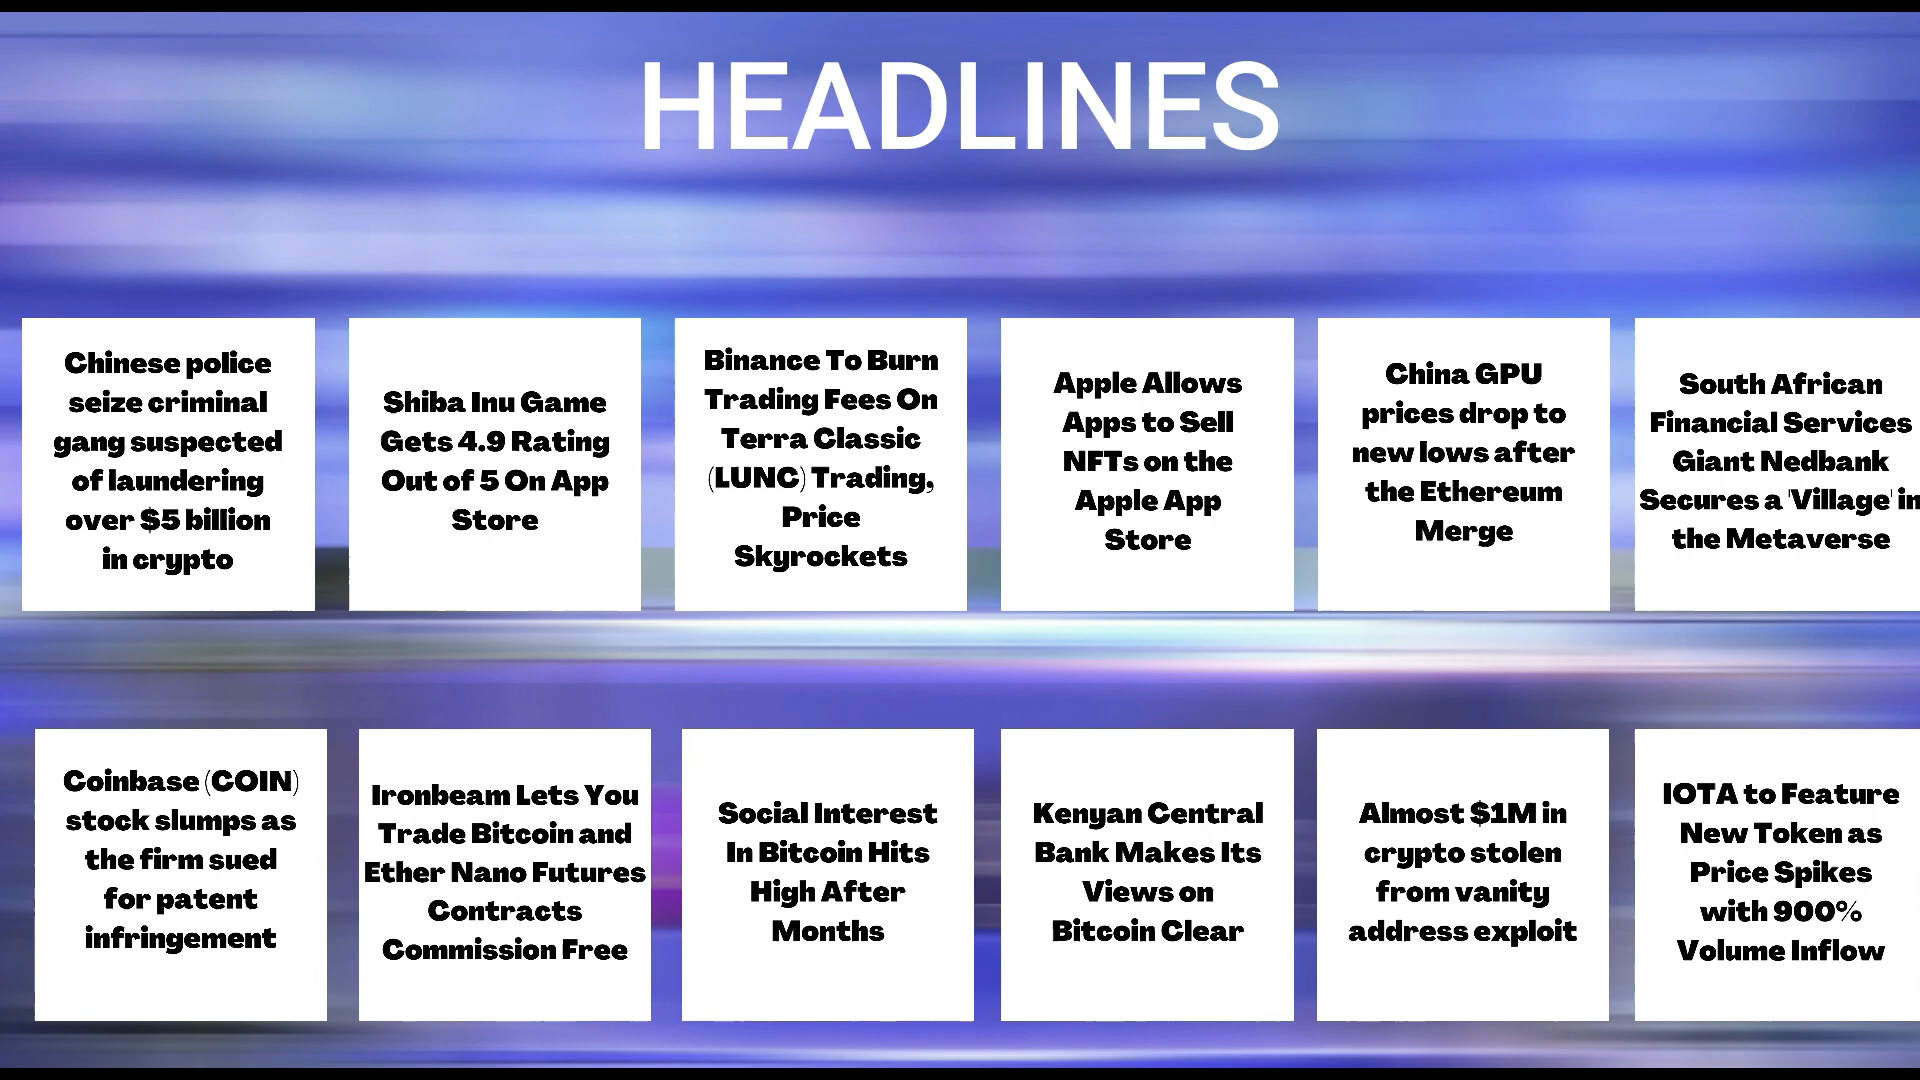 HEADLINES
Chinese police
seize criminal
gang suspected
of laundering
over $5 billion
in crypto
Shiba Inu Game
Gets 4.9 Rating
Out of 5 On App
Store
Binance To Burn
Trading Fees On
Terra Classic
(LUNC) Trading,
Price
Skyrockets
Apple Allows
Apps to Sell
NFTs on the
Apple App
Store
China GPU
prices drop to
new lows after
the Ethereum
Merge
South African
Financial Services
Giant Nedbank
Secures a 'Village' in
the Metaverse
Coinbase (COIN)
stock slumps as
the firm sued
for patent
infringement
Ironbeam Lets You
Trade Bitcoin and
Ether Nano Futures
Contracts
Commission Free
Social Interest
In Bitcoin Hits
High After
Months
Kenyan Central
Bank Makes Its
Views on
Bitcoin Clear
Almost $1M in
crypto stolen
from vanity
address exploit
IOTA to Feature
New Token as
Price Spikes
with 900%
Volume Inflow